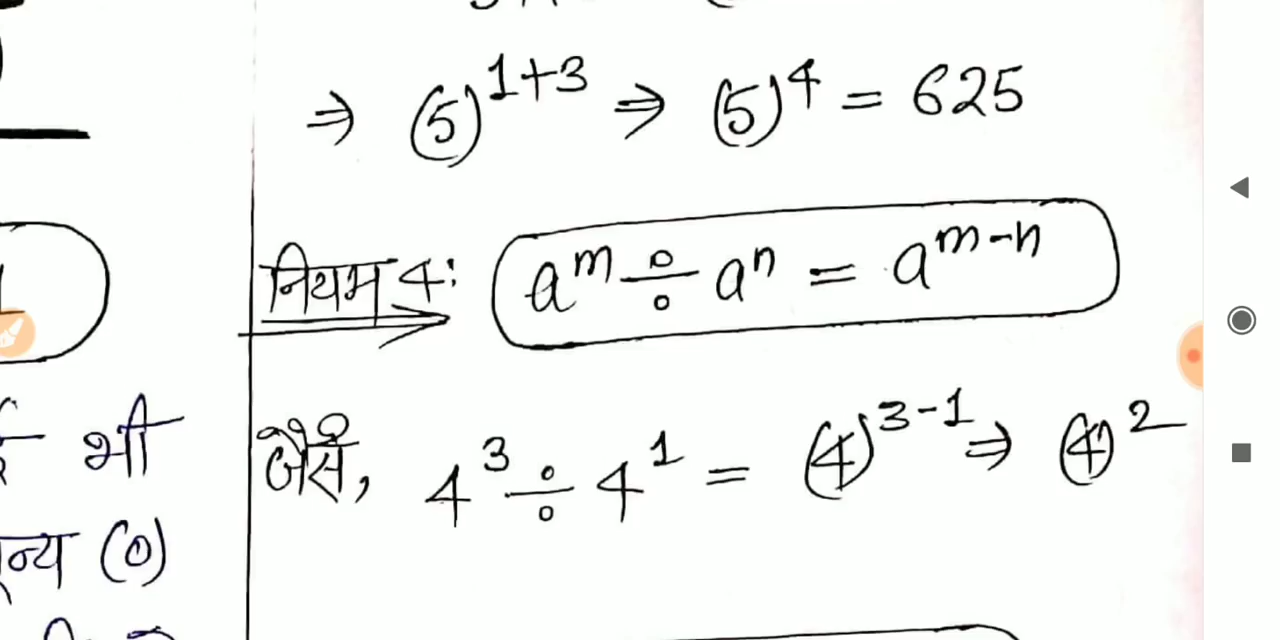 ⇒ (5)^{1+3} ⇒ (5)^4 = 625
नियम 4: a^m ÷ a^n = a^{m-n}
जैसे, 4^3 ÷ 4^1 = (4)^{3-1} ⇒ (4)^2
भी
(0)